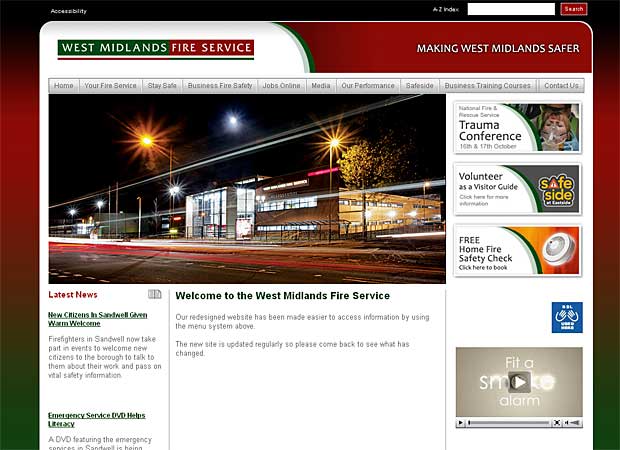 Accessibility
A-Z Index
Search
WEST MIDLANDS FIRE SERVICE
MAKING WEST MIDLANDS SAFER
Home
Your Fire Service
Stay Safe
Business Fire Safety
Jobs Online
Media
Our Performance
Safeside
Business Training Courses
Contact Us
National Fire &
Rescue Service
Trauma
Conference
16th & 17th October
Volunteer
as a Visitor Guide
Click here for more
information
safe
side
at Eastside
FREE
Home Fire
Safety Check
Click here to book
Latest News
New Citizens In Sandwell Given
Warm Welcome
Firefighters in Sandwell now take
part in events to welcome new
citizens to the borough to talk to
them about their work and pass on
vital safety information.
Emergency Service DVD Helps
Literacy
A DVD featuring the emergency
services in Sandwell is being
Welcome to the West Midlands Fire Service
Our redesigned website has been made easier to access information by using
the menu system above.
The new site is updated regularly so please come back to see what has
changed.
BSL
USED
HERE
Fit a
smoke
alarm